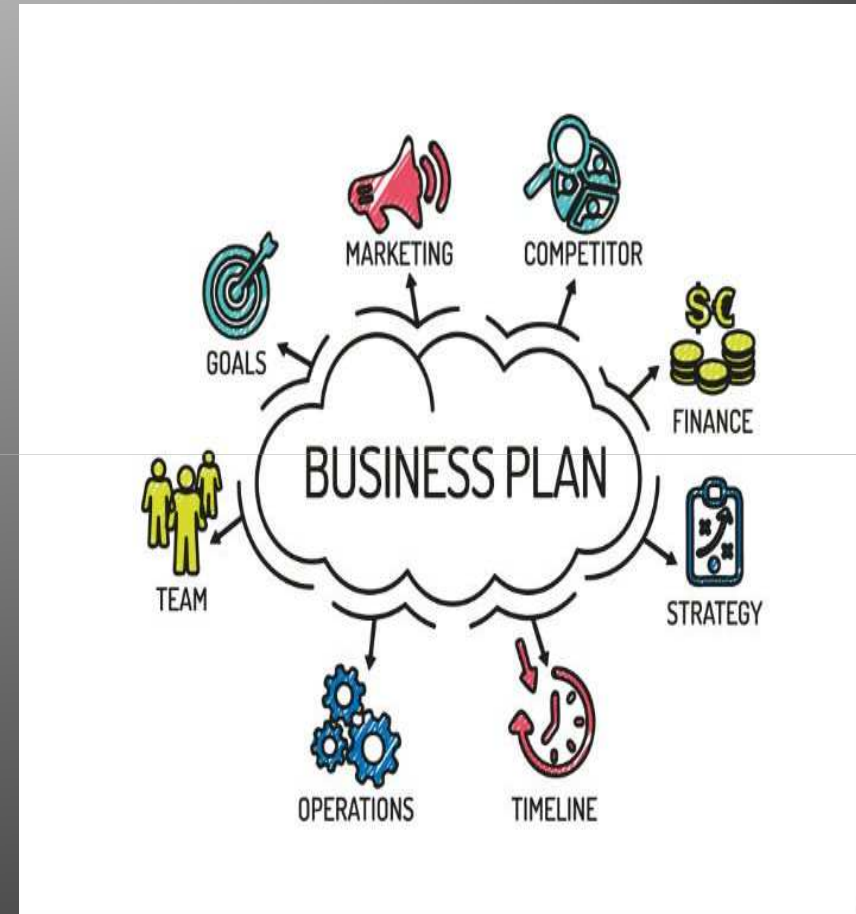 MARKETING
COMPETITOR
GOALS
FINANCE
BUSINESS PLAN
TEAM
STRATEGY
OPERATIONS
TIMELINE